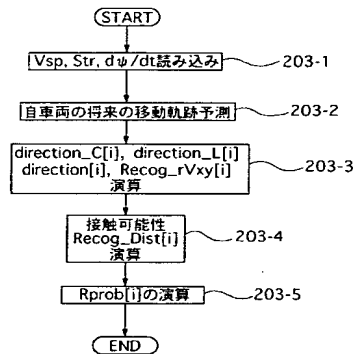 START
Vsp, Str, dψ/dt読み込み
203-1
自車両の将来の移動軌跡予測
203-2
direction_C[i], direction_L[i]
direction[i], Recog_rVxy[i]
演算
203-3
接触可能性
Recog_Dist[i]
演算
203-4
Rprob[i]の演算
203-5
END